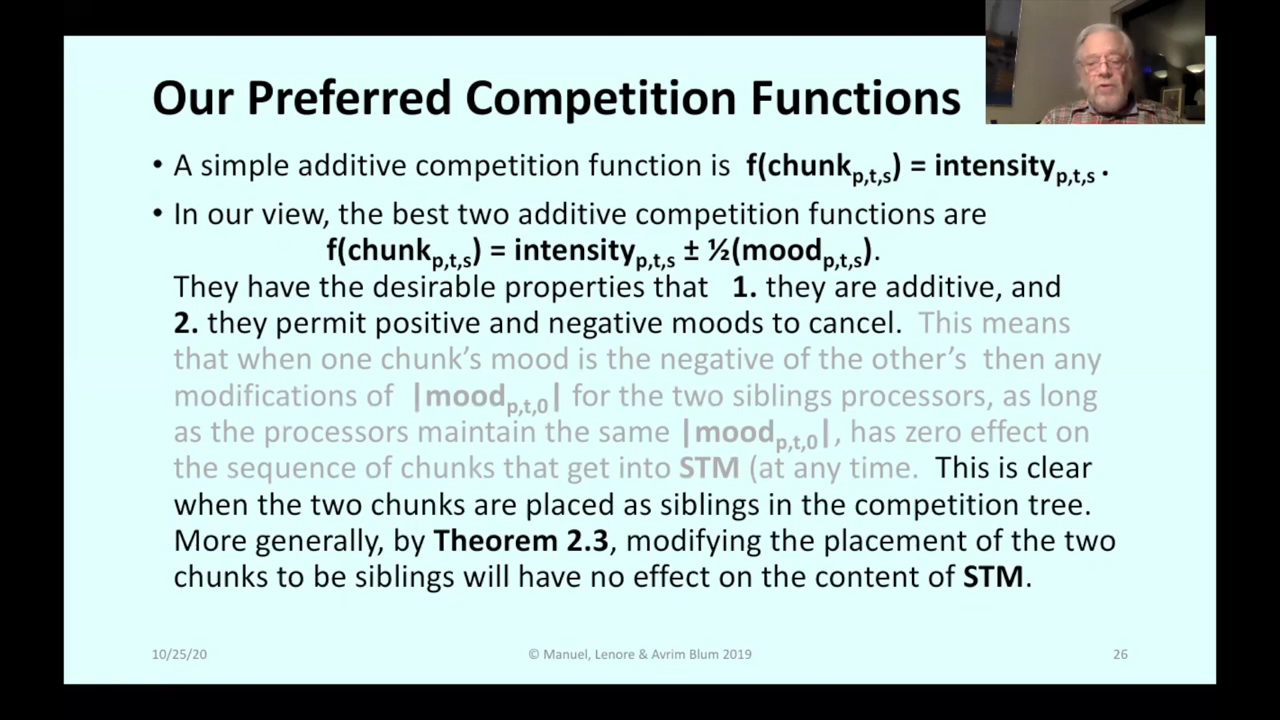 Our Preferred Competition Functions
• A simple additive competition function is f(chunkp,t,s) = intensityp,t,s .
• In our view, the best two additive competition functions are
f(chunkp,t,s) = intensityp,t,s ± ½(moodp,t,s).
They have the desirable properties that 1. they are additive, and
2. they permit positive and negative moods to cancel. This means
that when one chunk’s mood is the negative of the other’s then any
modifications of |moodp,t,0| for the two siblings processors, as long
as the processors maintain the same |moodp,t,0|, has zero effect on
the sequence of chunks that get into STM (at any time. This is clear
when the two chunks are placed as siblings in the competition tree.
More generally, by Theorem 2.3, modifying the placement of the two
chunks to be siblings will have no effect on the content of STM.
10/25/20 © Manuel, Lenore & Avrim Blum 2019 26